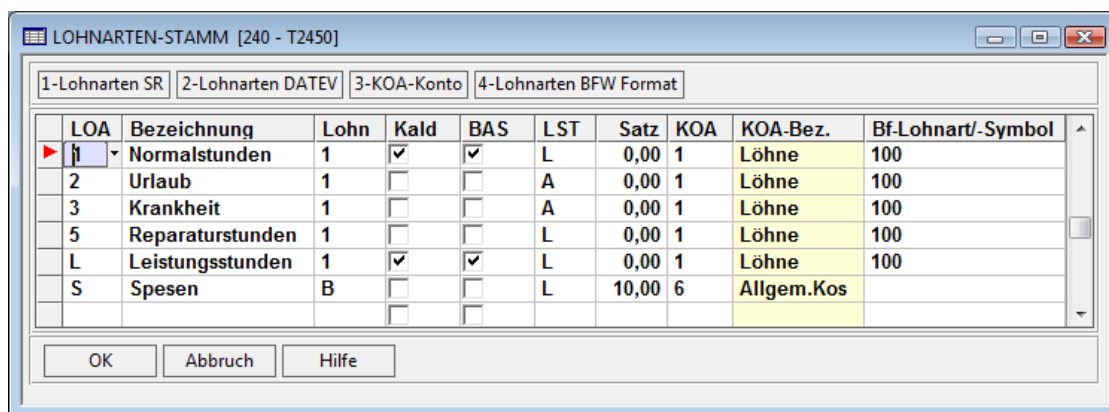 LOHNARTEN-STAMM [240 - T2450]
1-Lohnarten SR 2-Lohnarten DATEV 3-KOA-Konto 4-Lohnarten BFW Format
LOA Bezeichnung Lohn Kald BAS LST Satz KOA KOA-Bez. Bf-Lohnart/-Symbol
1 Normalstunden 1 L 0,00 1 Löhne 100
2 Urlaub 1 A 0,00 1 Löhne 100
3 Krankheit 1 A 0,00 1 Löhne 100
5 Reparaturstunden 1 L 0,00 1 Löhne 100
L Leistungsstunden 1 L 0,00 1 Löhne 100
S Spesen B L 10,00 6 Allgem.Kos
OK Abbruch Hilfe